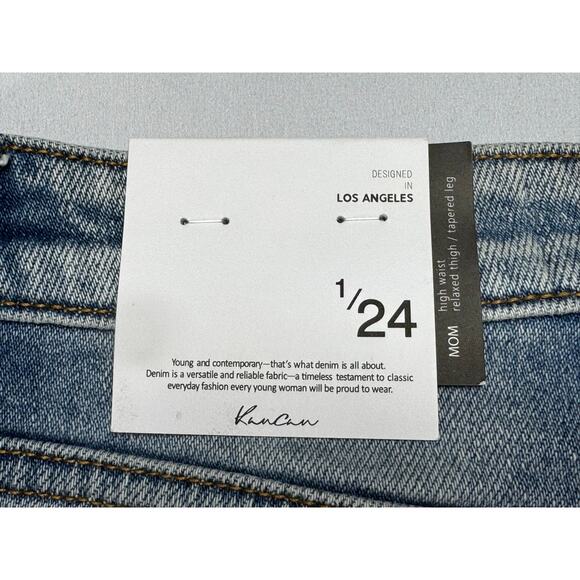 DESIGNED
IN
LOS ANGELES
1/24
Young and contemporary—that's what denim is all about.
Denim is a versatile and reliable fabric—a timeless testament to classic
everyday fashion every young woman will be proud to wear.
KanCan
MOM
high waist
relaxed thigh / tapered leg